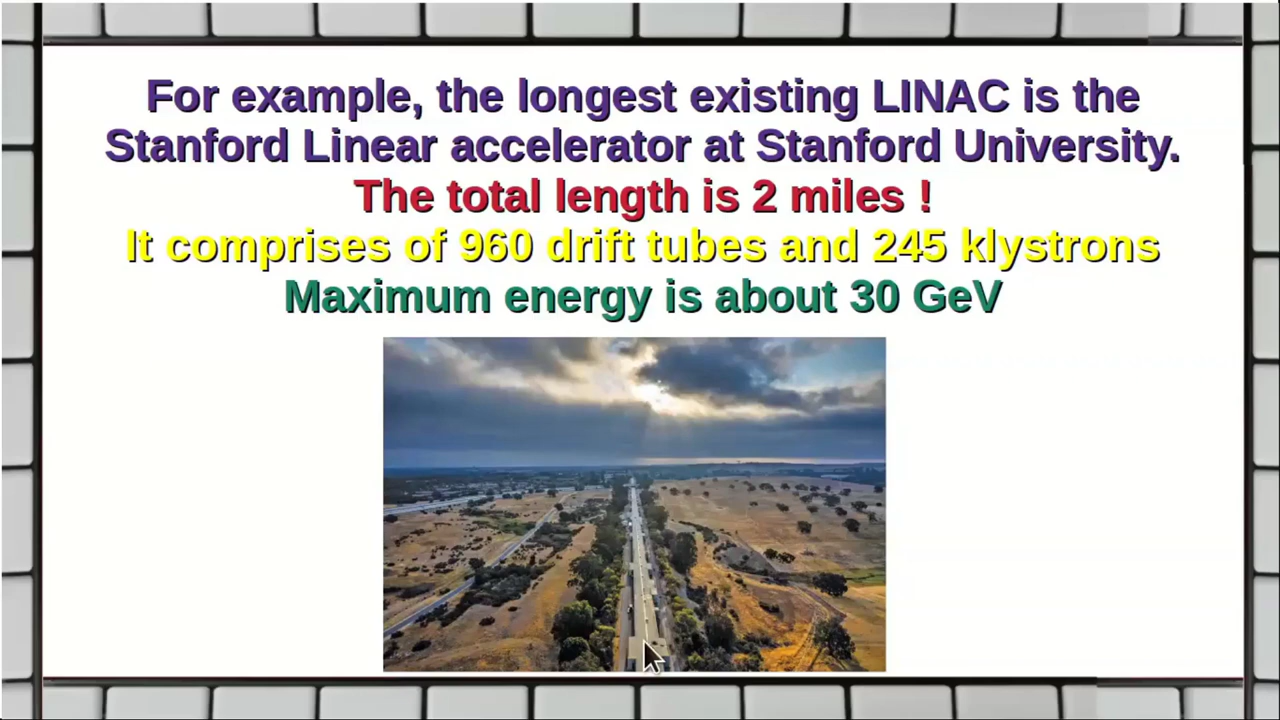 For example, the longest existing LINAC is the
Stanford Linear accelerator at Stanford University.
The total length is 2 miles !
It comprises of 960 drift tubes and 245 klystrons
Maximum energy is about 30 GeV